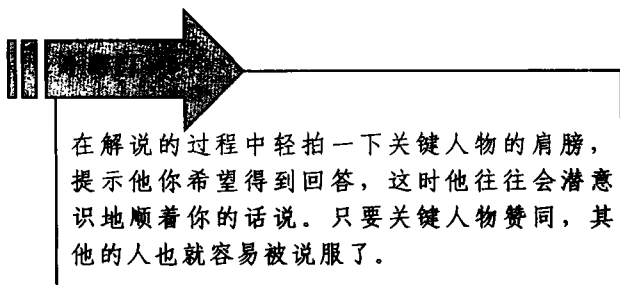 在解说的过程中轻拍一下关键人物的肩膀，
提示他你希望得到回答，这时他往往会潜意
识地顺着你的话说。只要关键人物赞同，其
他的人也就容易被说服了。